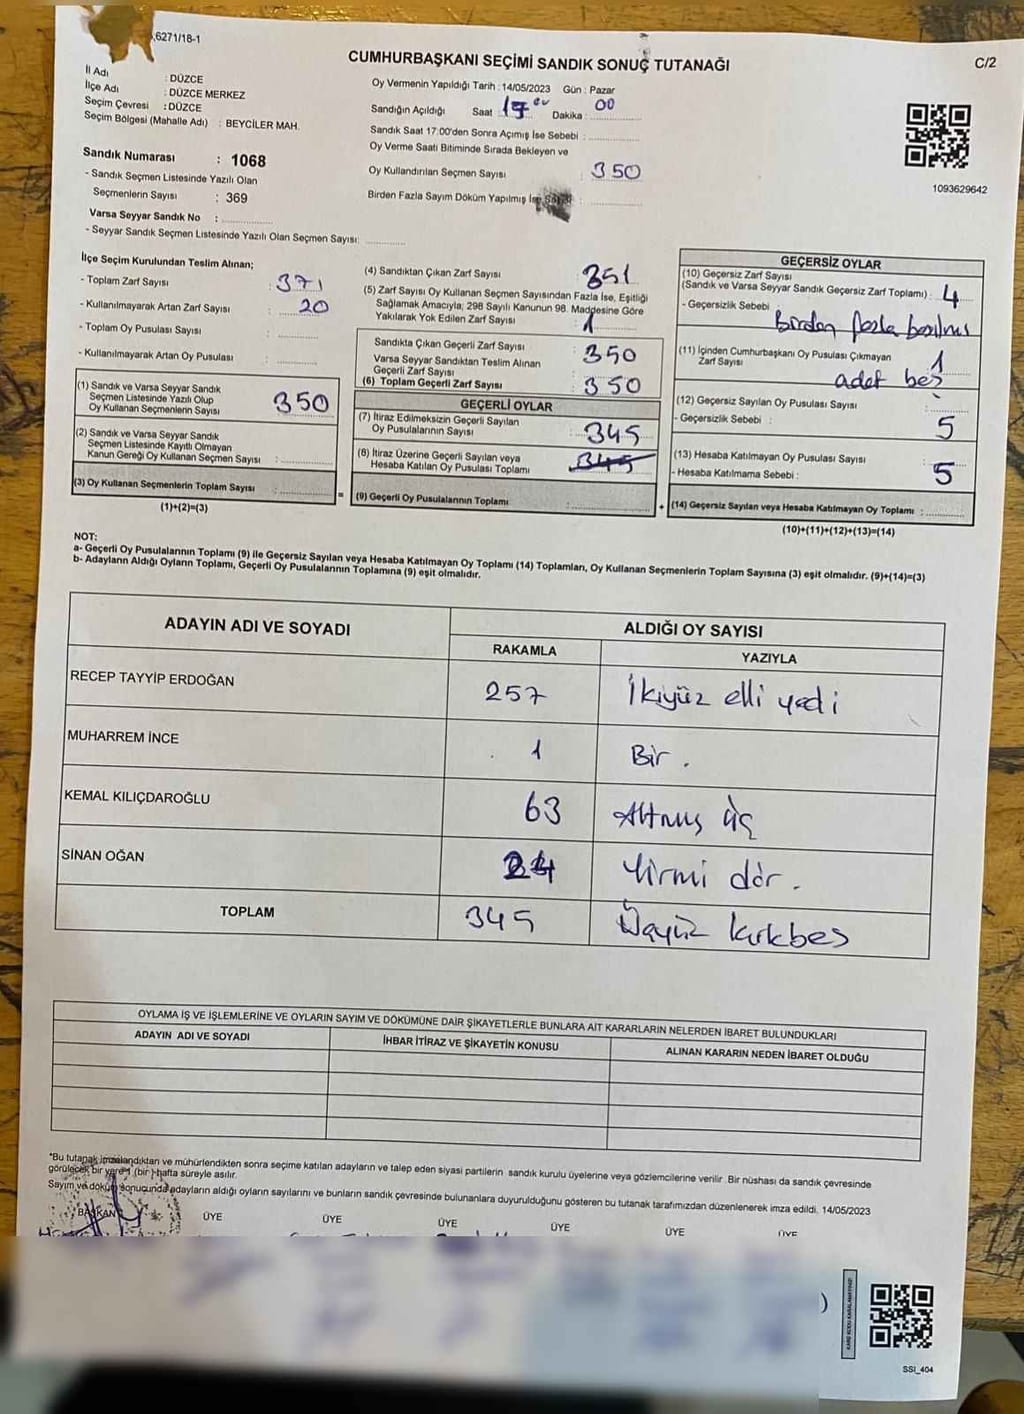 6271/18-1
CUMHURBAŞKANI SEÇİMİ SANDIK SONUÇ TUTANAĞI
C/2
İl Adı : DÜZCE
İlçe Adı : DÜZCE MERKEZ
Seçim Çevresi : DÜZCE
Seçim Bölgesi (Mahalle Adı) : BEYCİLER MAH.
Sandık Numarası : 1068
- Sandık Seçmen Listesinde Yazılı Olan
Seçmenlerin Sayısı : 369
Varsa Seyyar Sandık No :
- Seyyar Sandık Seçmen Listesinde Yazılı Olan Seçmen Sayısı:
Oy Vermenin Yapıldığı Tarih : 14/05/2023 Gün : Pazar
Sandığın Açıldığı Saat : 17 Dakika : 00
Sandık Saat 17:00'den Sonra Açımış İse Sebebi :
Oy Verme Saati Bitiminde Sırada Bekleyen ve
Oy Kullandırılan Seçmen Sayısı : 350
Birden Fazla Sayım Döküm Yapılmış İse
1093629642
İlçe Seçim Kurulundan Teslim Alınan;
- Toplam Zarf Sayısı : 371
- Kullanılmayarak Artan Zarf Sayısı : 20
- Toplam Oy Pusulası Sayısı :
- Kullanılmayarak Artan Oy Pusulası :
(1) Sandık ve Varsa Seyyar Sandık
Seçmen Listesinde Yazılı Olup
Oy Kullanan Seçmenlerin Sayısı 350
(2) Sandık ve Varsa Seyyar Sandık
Seçmen Listesinde Kayıtlı Olmayan
Kanun Gereği Oy Kullanan Seçmen Sayısı :
(3) Oy Kullanan Seçmenlerin Toplam Sayısı :
(1)+(2)=(3)
=
(4) Sandıktan Çıkan Zarf Sayısı 351
(5) Zarf Sayısı Oy Kullanan Seçmen Sayısından Fazla İse, Eşitliği
Sağlamak Amacıyla; 298 Sayılı Kanunun 98. Maddesine Göre
Yakılarak Yok Edilen Zarf Sayısı : 1
Sandıkta Çıkan Geçerli Zarf Sayısı : 350
Varsa Seyyar Sandıktan Teslim Alınan
Geçerli Zarf Sayısı :
(6) Toplam Geçerli Zarf Sayısı : 350
GEÇERLİ OYLAR
(7) İtiraz Edilmeksizin Geçerli Sayılan
Oy Pusulalarının Sayısı : 345
(8) İtiraz Üzerine Geçerli Sayılan veya
Hesaba Katılan Oy Pusulası Toplamı : 345
(9) Geçerli Oy Pusulalarının Toplamı :
+
GEÇERSİZ OYLAR
(10) Geçersiz Zarf Sayısı
(Sandık ve Varsa Seyyar Sandık Geçersiz Zarf Toplamı) : 4
- Geçersizlik Sebebi : Birden fazla basılmış
(11) İçinden Cumhurbaşkanı Oy Pusulası Çıkmayan
Zarf Sayısı 1
adet beş
(12) Geçersiz Sayılan Oy Pusulası Sayısı :
- Geçersizlik Sebebi : 5
(13) Hesaba Katılmayan Oy Pusulası Sayısı :
- Hesaba Katılmama Sebebi : 5
(14) Geçersiz Sayılan veya Hesaba Katılmayan Oy Toplamı :
(10)+(11)+(12)+(13)=(14)
NOT:
a- Geçerli Oy Pusulalarının Toplamı (9) ile Geçersiz Sayılan veya Hesaba Katılmayan Oy Toplamı (14) Toplamları, Oy Kullanan Seçmenlerin Toplam Sayısına (3) eşit olmalıdır. (9)+(14)=(3)
b- Adayların Aldığı Oyların Toplamı, Geçerli Oy Pusulalarının Toplamına (9) eşit olmalıdır.
ADAYIN ADI VE SOYADI
ALDIĞI OY SAYISI
RAKAMLA YAZIYLA
RECEP TAYYİP ERDOĞAN 257 İkiyüz elli yedi
MUHARREM İNCE 1 Bir .
KEMAL KILIÇDAROĞLU 63 Altmış üç
SİNAN OĞAN 24 Yirmi dör .
TOPLAM 345 Üçyüz kırkbeş
OYLAMA İŞ VE İŞLEMLERİNE VE OYLARIN SAYIM VE DÖKÜMÜNE DAİR ŞİKAYETLERLE BUNLARA AİT KARARLARIN NELERDEN İBARET BULUNDUKLARI
ADAYIN ADI VE SOYADI İHBAR İTİRAZ VE ŞİKAYETİN KONUSU ALINAN KARARIN NEDEN İBARET OLDUĞU
*Bu tutanak imzalandıktan ve mühürlendikten sonra seçime katılan adayların ve talep eden siyasi partilerin sandık kurulu üyelerine veya gözlemcilerine verilir. Bir nüshası da sandık çevresinde
görülecek bir yere 1 (bir) hafta süreyle asılır.
Sayım ve döküm sonucunda adayların aldığı oyların sayılarını ve bunların sandık çevresinde bulunanlara duyurulduğunu gösteren bu tutanak tarafımızdan düzenlenerek imza edildi. 14/05/2023
BAŞKAN ÜYE ÜYE ÜYE ÜYE ÜYE ÜYE
SSİ_404